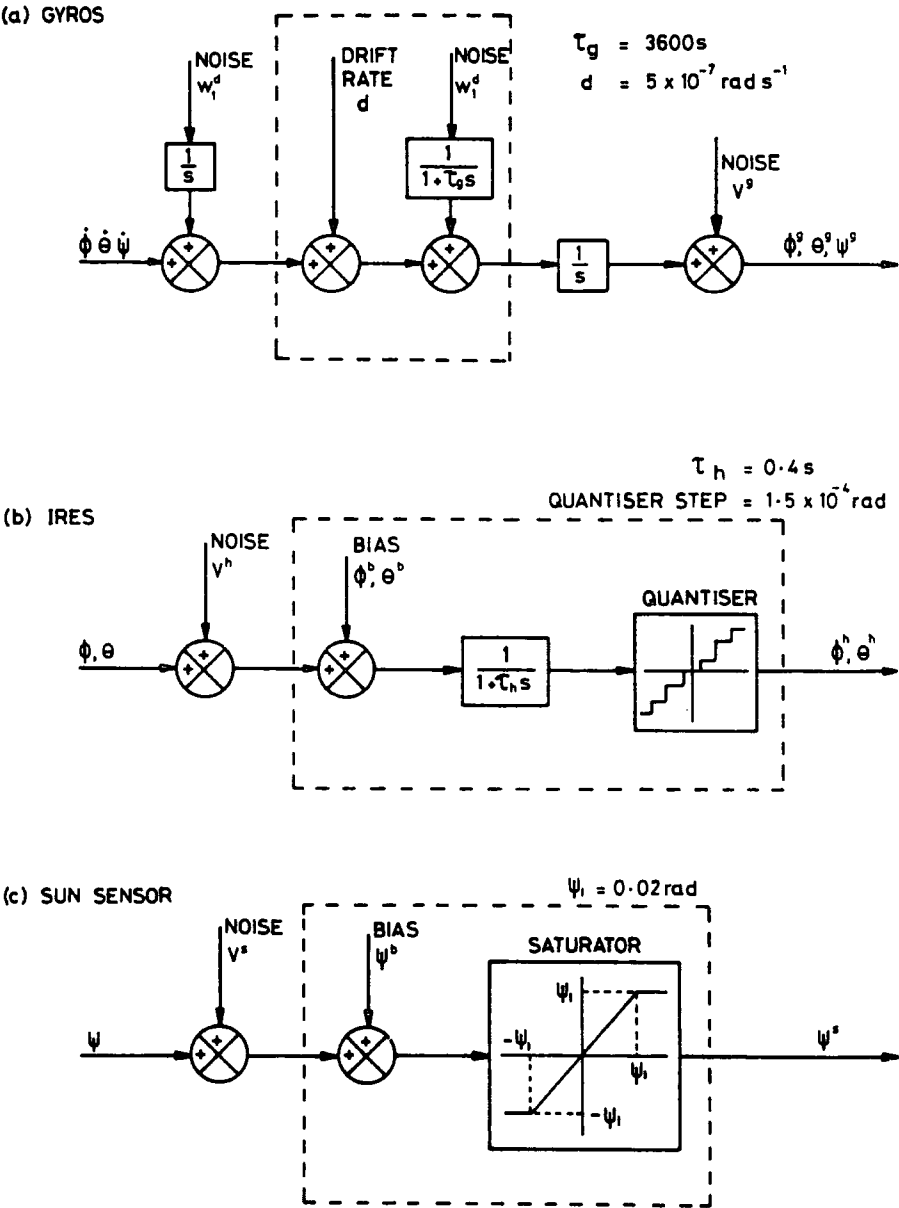 (a) GYROS
τg = 3600s
d = 5 × 10⁻⁷ rad s⁻¹
NOISE
w₁ᵈ
DRIFT
RATE
d
NOISE
w₁ᵈ
1/s
1/(1+τgs)
NOISE
Vᵍ
φ̇ θ̇ ψ̇
+ +
+ +
+ +
1/s
+ +
φᵍ, θᵍ, ψᵍ
τh = 0·4s
QUANTISER STEP = 1·5 × 10⁻⁴ rad
(b) IRES
NOISE
Vʰ
BIAS
φᵇ, θᵇ
QUANTISER
φ, θ
+ +
+ +
1/(1+τhs)
φʰ, θʰ
(c) SUN SENSOR
ψ₁ = 0·02 rad
NOISE
Vˢ
BIAS
ψᵇ
SATURATOR
ψ₁
ψ
+ +
+ +
-ψ₁
ψ₁
-ψ₁
ψˢ